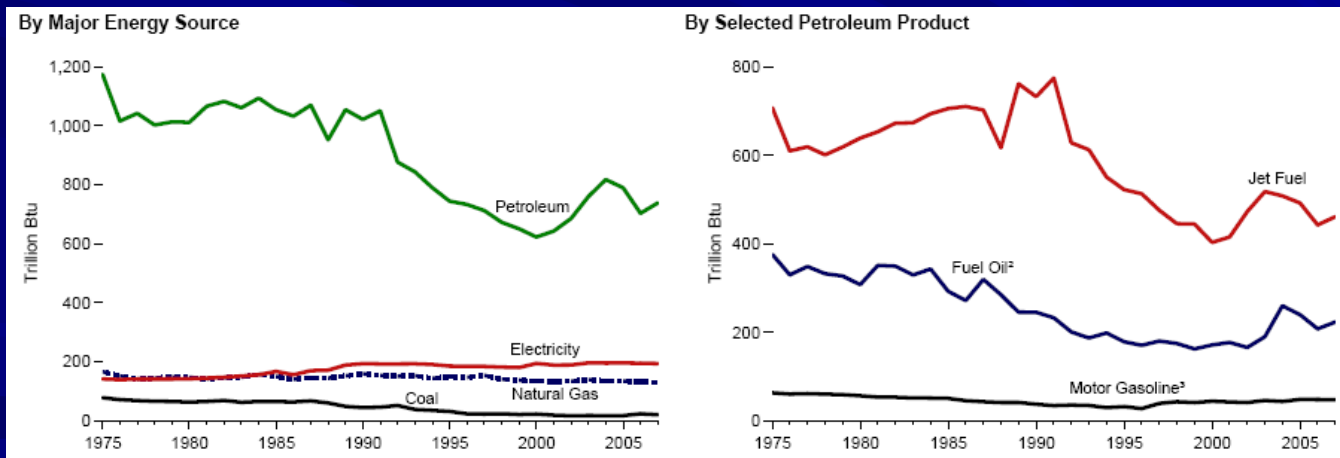 By Major Energy Source
1,200
1,000
800
600
400
200
0
Trillion Btu
Petroleum
Electricity
Natural Gas
Coal
1975 1980 1985 1990 1995 2000 2005
By Selected Petroleum Product
800
600
400
200
0
Trillion Btu
Jet Fuel
Fuel Oil²
Motor Gasoline³
1975 1980 1985 1990 1995 2000 2005